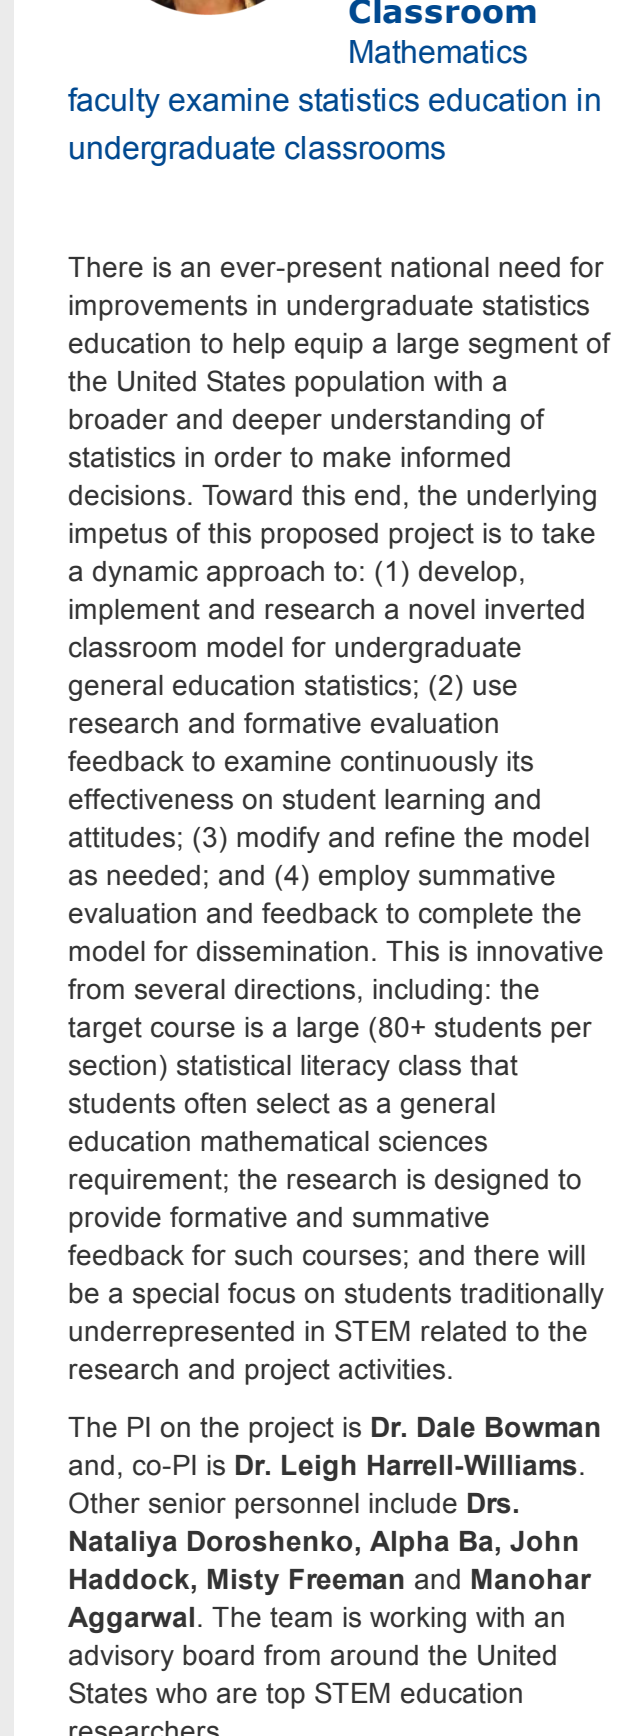 Classroom
Mathematics
faculty examine statistics education in
undergraduate classrooms
There is an ever-present national need for
improvements in undergraduate statistics
education to help equip a large segment of
the United States population with a
broader and deeper understanding of
statistics in order to make informed
decisions. Toward this end, the underlying
impetus of this proposed project is to take
a dynamic approach to: (1) develop,
implement and research a novel inverted
classroom model for undergraduate
general education statistics; (2) use
research and formative evaluation
feedback to examine continuously its
effectiveness on student learning and
attitudes; (3) modify and refine the model
as needed; and (4) employ summative
evaluation and feedback to complete the
model for dissemination. This is innovative
from several directions, including: the
target course is a large (80+ students per
section) statistical literacy class that
students often select as a general
education mathematical sciences
requirement; the research is designed to
provide formative and summative
feedback for such courses; and there will
be a special focus on students traditionally
underrepresented in STEM related to the
research and project activities.
The PI on the project is Dr. Dale Bowman
and, co-PI is Dr. Leigh Harrell-Williams.
Other senior personnel include Drs.
Nataliya Doroshenko, Alpha Ba, John
Haddock, Misty Freeman and Manohar
Aggarwal. The team is working with an
advisory board from around the United
States who are top STEM education
researchers